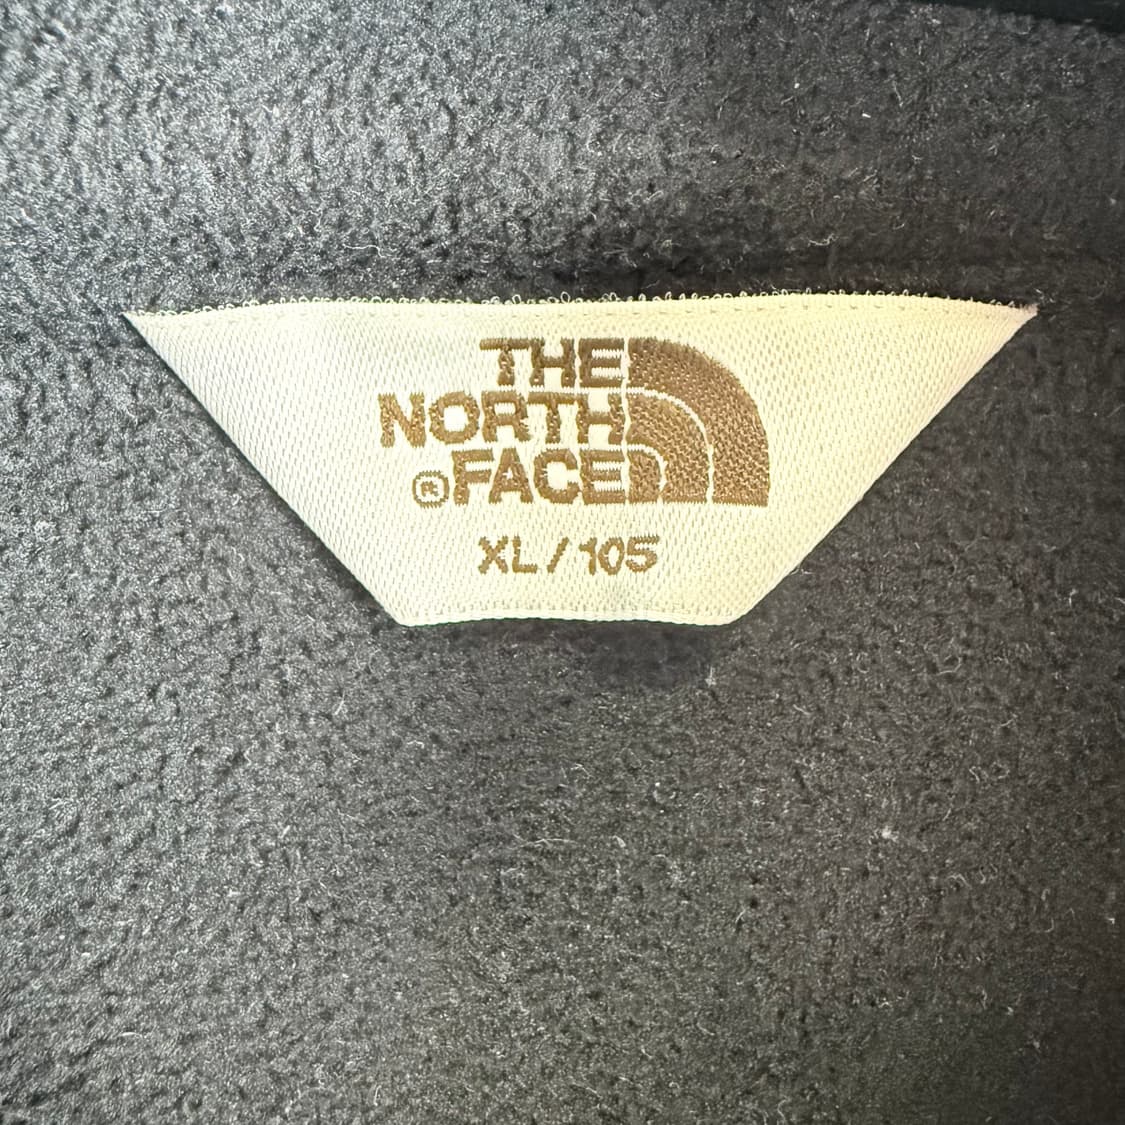 THE
NORTH
®FACE
XL / 105